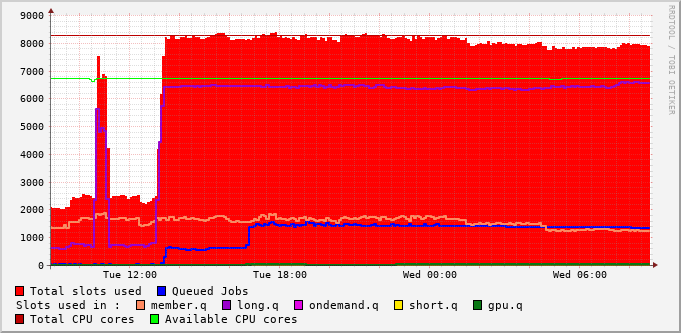 RRDTOOL / TOBI OETIKER
9000
8000
7000
6000
5000
4000
3000
2000
1000
0
Tue 12:00 Tue 18:00 Wed 00:00 Wed 06:00
Total slots used Queued Jobs
Slots used in : member.q long.q ondemand.q short.q gpu.q
Total CPU cores Available CPU cores